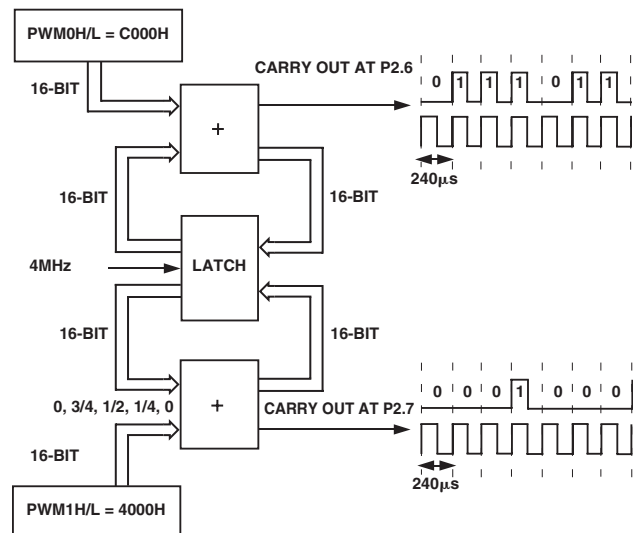 PWM0H/L = C000H
16-BIT
CARRY OUT AT P2.6
0 1 1 1 0 1 1
+
240μs
16-BIT
16-BIT
4MHz
LATCH
16-BIT
16-BIT
0, 3/4, 1/2, 1/4, 0
+
CARRY OUT AT P2.7
0 0 0 1 0 0 0
16-BIT
240μs
PWM1H/L = 4000H